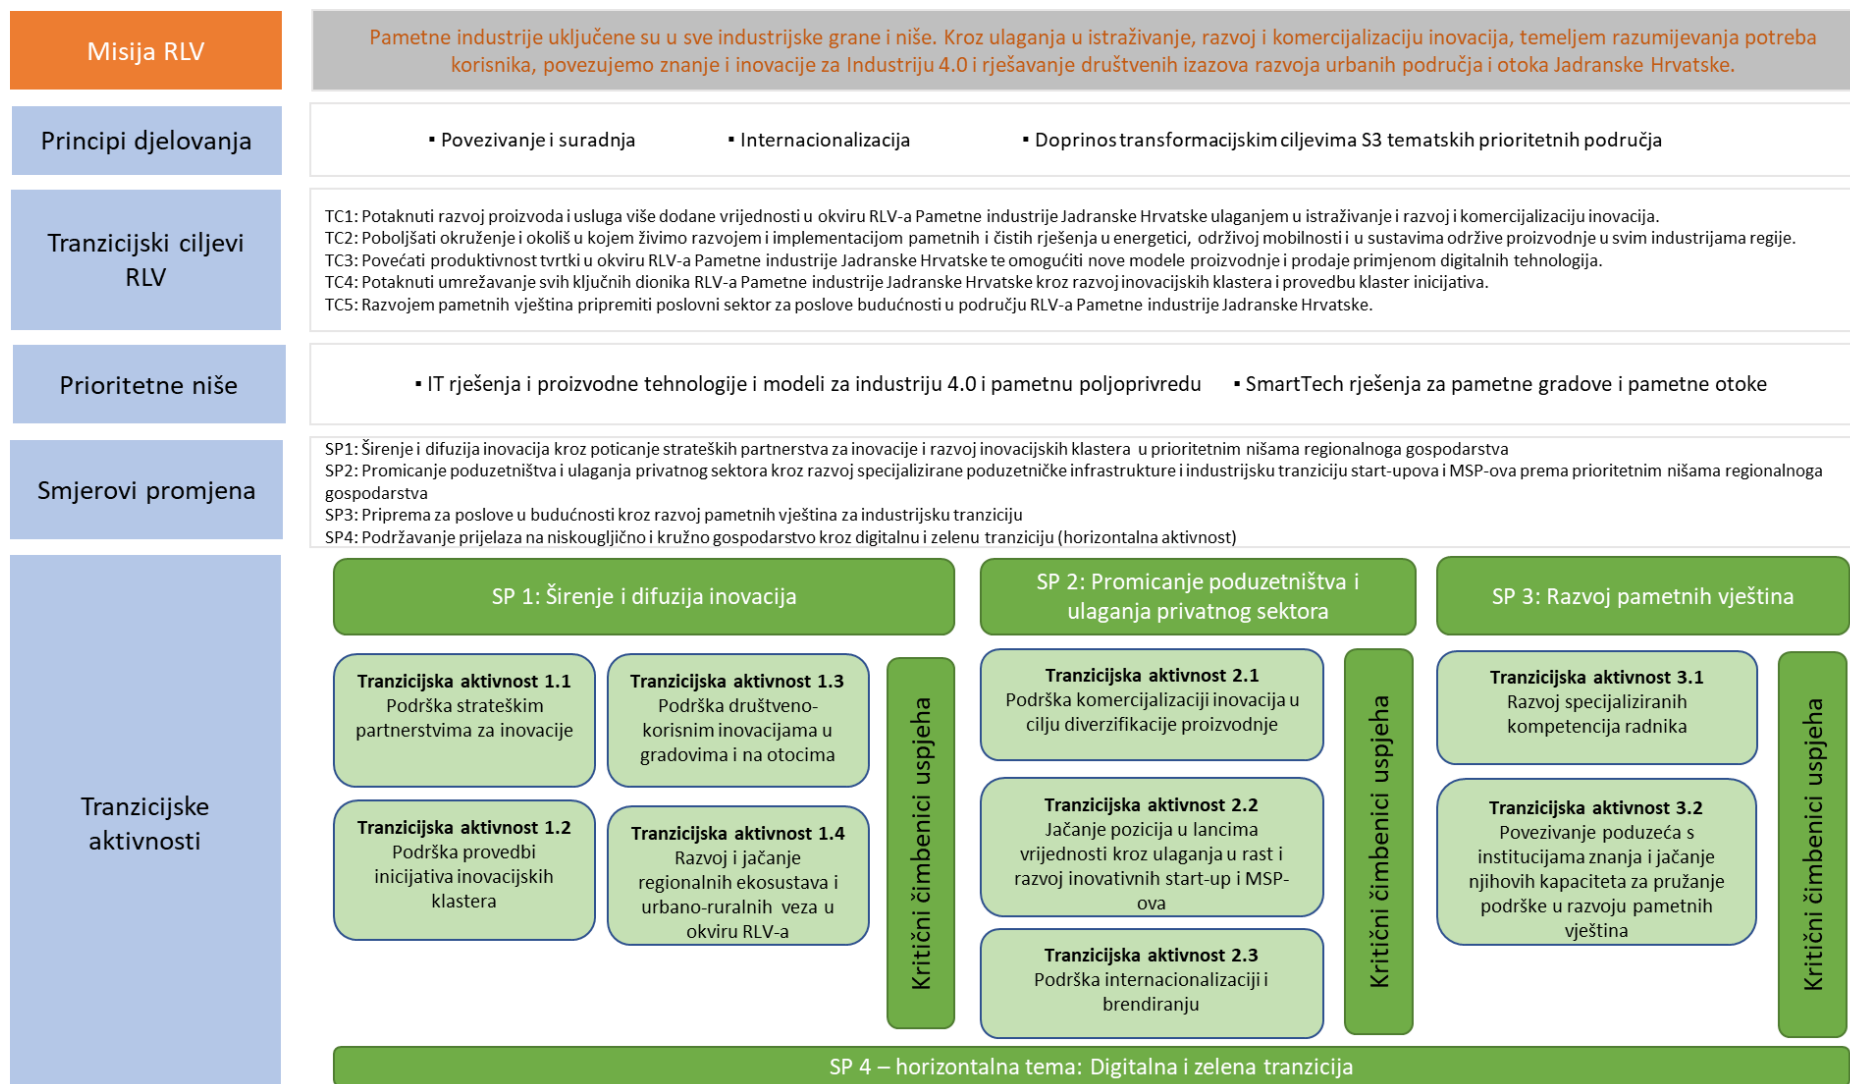 Misija RLV
Pametne industrije uključene su u sve industrijske grane i niše. Kroz ulaganja u istraživanje, razvoj i komercijalizaciju inovacija, temeljem razumijevanja potreba
korisnika, povezujemo znanje i inovacije za Industriju 4.0 i rješavanje društvenih izazova razvoja urbanih područja i otoka Jadranske Hrvatske.
Principi djelovanja
▪ Povezivanje i suradnja
▪ Internacionalizacija
▪ Doprinos transformacijskim ciljevima S3 tematskih prioritetnih područja
Tranzicijski ciljevi
RLV
TC1: Potaknuti razvoj proizvoda i usluga više dodane vrijednosti u okviru RLV-a Pametne industrije Jadranske Hrvatske ulaganjem u istraživanje i razvoj i komercijalizaciju inovacija.
TC2: Poboljšati okruženje i okoliš u kojem živimo razvojem i implementacijom pametnih i čistih rješenja u energetici, održivoj mobilnosti i u sustavima održive proizvodnje u svim industrijama regije.
TC3: Povećati produktivnost tvrtki u okviru RLV-a Pametne industrije Jadranske Hrvatske te omogućiti nove modele proizvodnje i prodaje primjenom digitalnih tehnologija.
TC4: Potaknuti umrežavanje svih ključnih dionika RLV-a Pametne industrije Jadranske Hrvatske kroz razvoj inovacijskih klastera i provedbu klaster inicijativa.
TC5: Razvojem pametnih vještina pripremiti poslovni sektor za poslove budućnosti u području RLV-a Pametne industrije Jadranske Hrvatske.
Prioritetne niše
▪ IT rješenja i proizvodne tehnologije i modeli za industriju 4.0 i pametnu poljoprivredu
▪ SmartTech rješenja za pametne gradove i pametne otoke
Smjerovi promjena
SP1: Širenje i difuzija inovacija kroz poticanje strateških partnerstva za inovacije i razvoj inovacijskih klastera u prioritetnim nišama regionalnoga gospodarstva
SP2: Promicanje poduzetništva i ulaganja privatnog sektora kroz razvoj specijalizirane poduzetničke infrastrukture i industrijsku tranziciju start-upova i MSP-ova prema prioritetnim nišama regionalnoga
gospodarstva
SP3: Priprema za poslove u budućnosti kroz razvoj pametnih vještina za industrijsku tranziciju
SP4: Podržavanje prijelaza na niskougljično i kružno gospodarstvo kroz digitalnu i zelenu tranziciju (horizontalna aktivnost)
Tranzicijske
aktivnosti
SP 1: Širenje i difuzija inovacija
Tranzicijska aktivnost 1.1
Podrška strateškim
partnerstvima za inovacije
Tranzicijska aktivnost 1.2
Podrška provedbi
inicijativa inovacijskih
klastera
Tranzicijska aktivnost 1.3
Podrška društveno-
korisnim inovacijama u
gradovima i na otocima
Tranzicijska aktivnost 1.4
Razvoj i jačanje
regionalnih ekosustava i
urbano-ruralnih veza u
okviru RLV-a
Kritični čimbenici uspjeha
SP 2: Promicanje poduzetništva i
ulaganja privatnog sektora
Tranzicijska aktivnost 2.1
Podrška komercijalizaciji inovacija u
cilju diverzifikacije proizvodnje
Tranzicijska aktivnost 2.2
Jačanje pozicija u lancima
vrijednosti kroz ulaganja u rast i
razvoj inovativnih start-up i MSP-
ova
Tranzicijska aktivnost 2.3
Podrška internacionalizaciji i
brendiranju
Kritični čimbenici uspjeha
SP 3: Razvoj pametnih vještina
Tranzicijska aktivnost 3.1
Razvoj specijaliziranih
kompetencija radnika
Tranzicijska aktivnost 3.2
Povezivanje poduzeća s
institucijama znanja i jačanje
njihovih kapaciteta za pružanje
podrške u razvoju pametnih
vještina
Kritični čimbenici uspjeha
SP 4 – horizontalna tema: Digitalna i zelena tranzicija